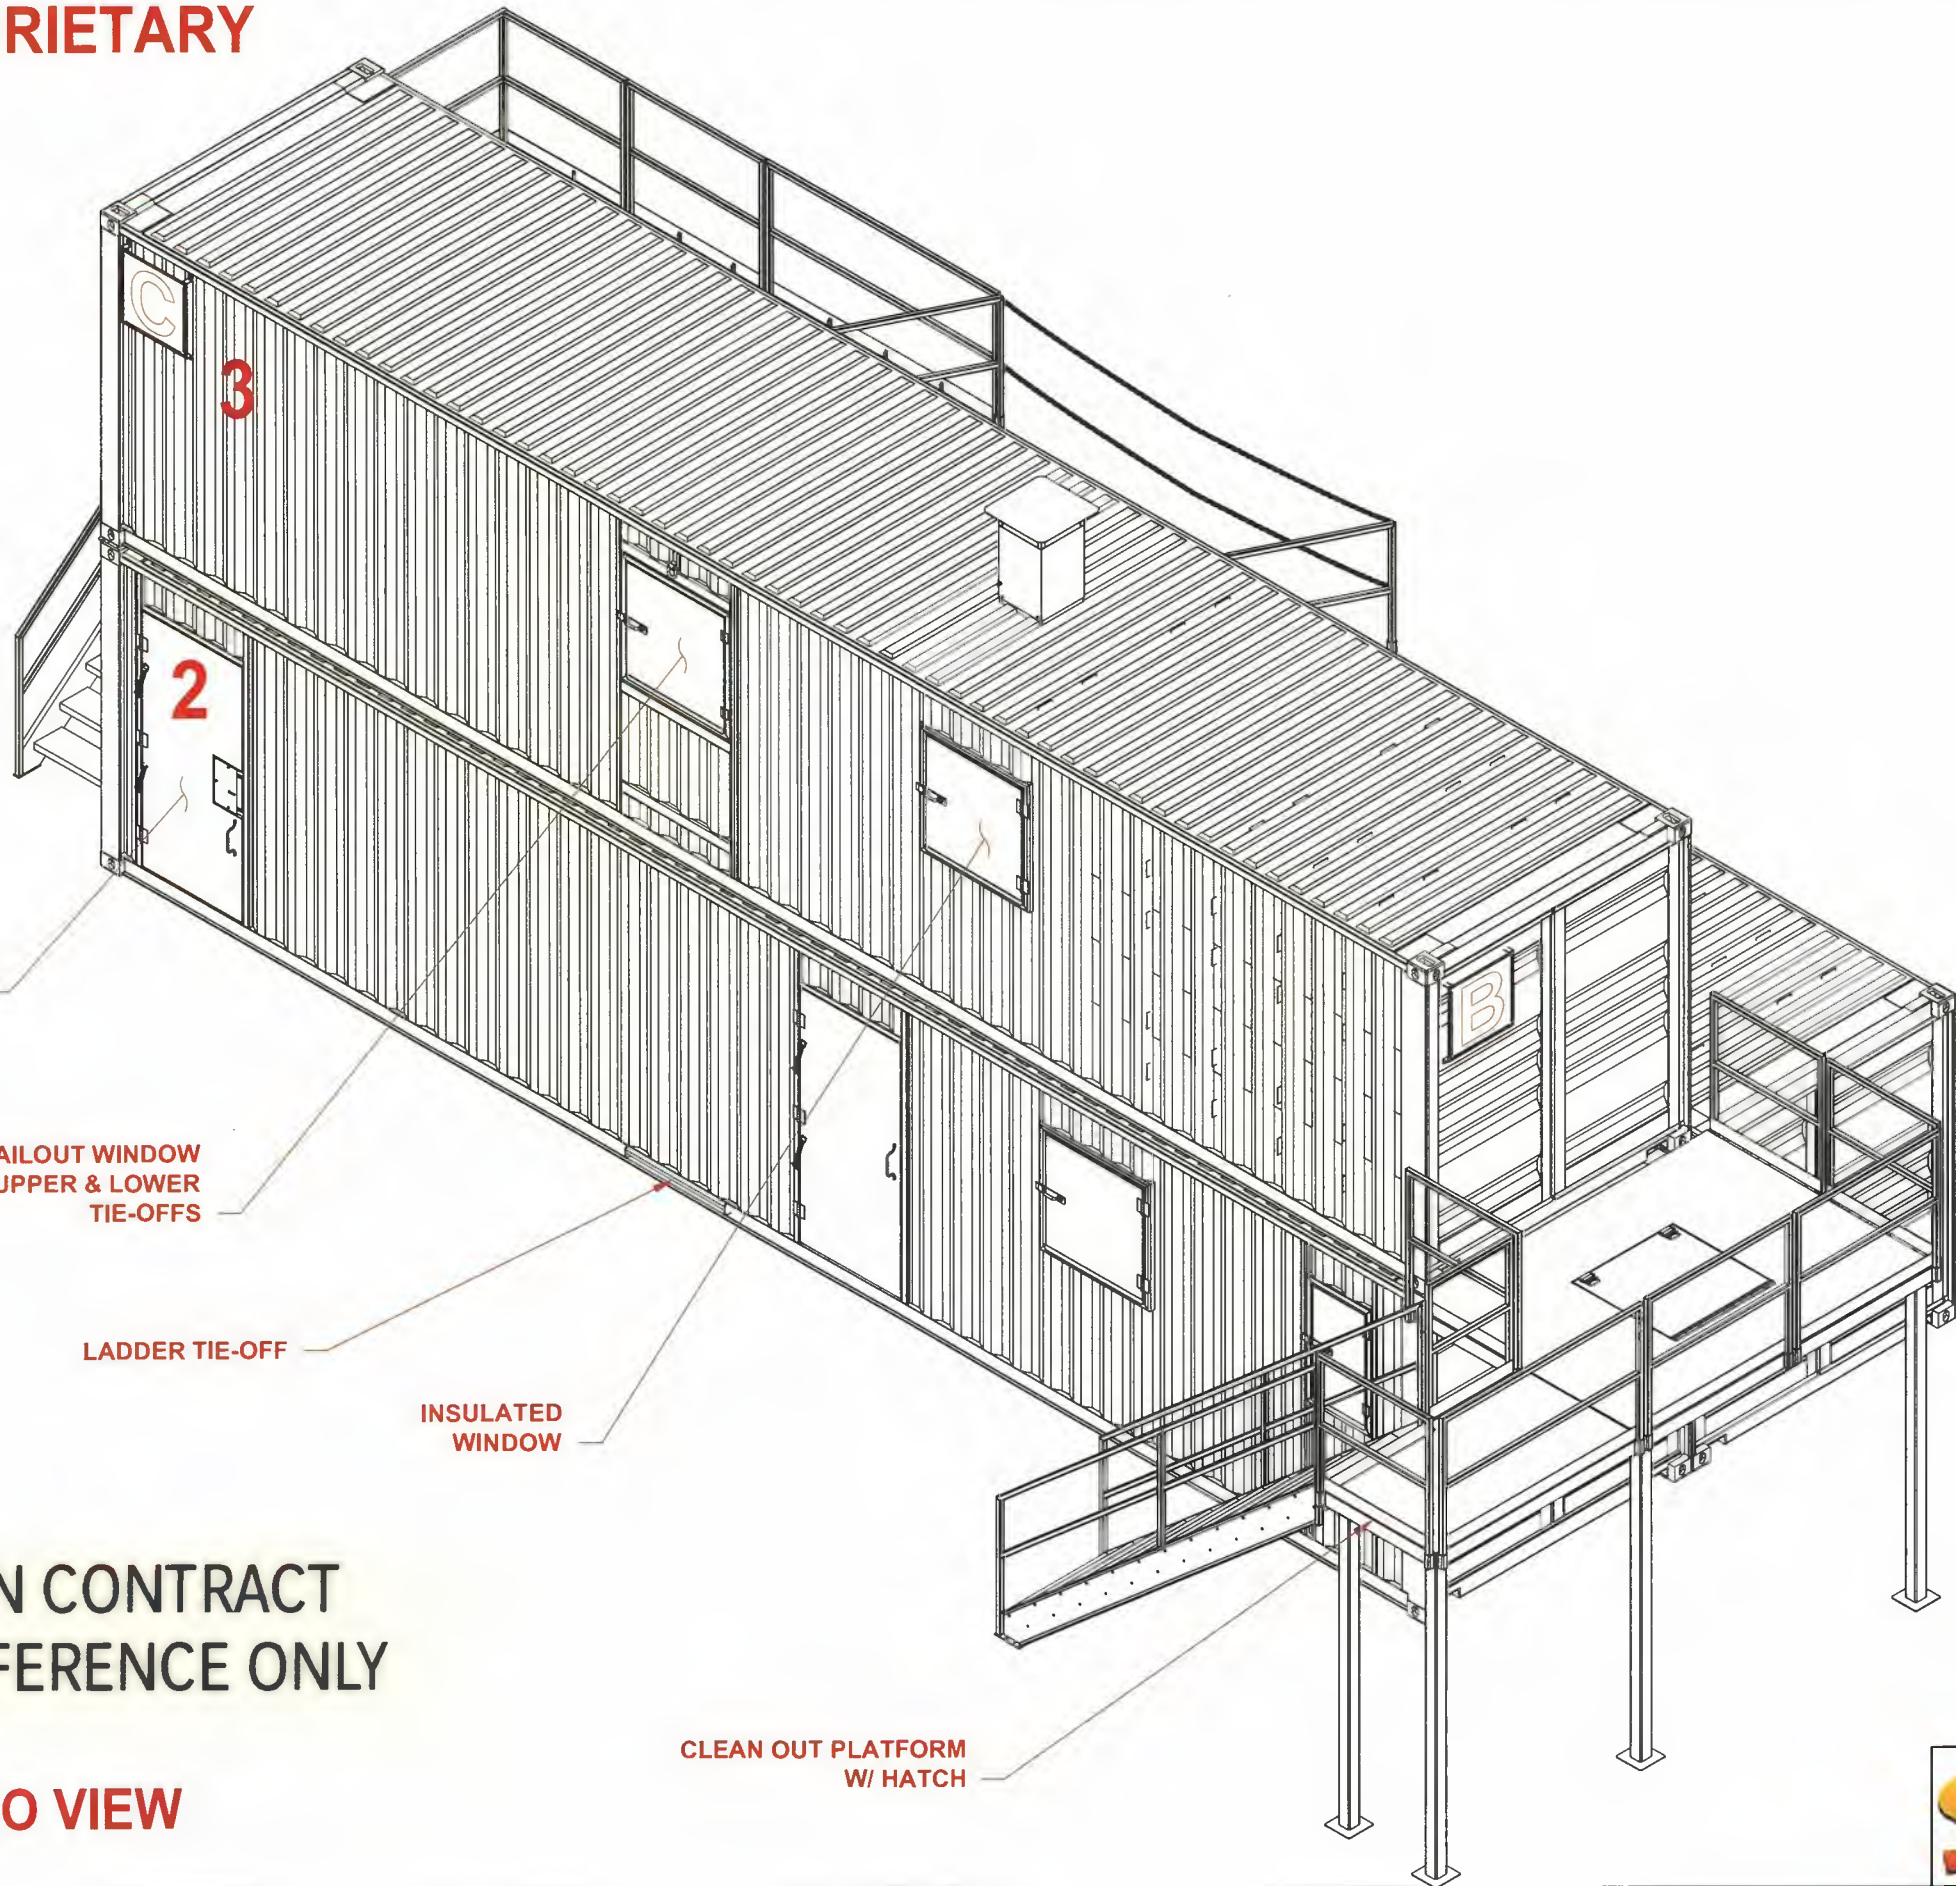 RIETARY
C
3
2
B
AILOUT WINDOW
UPPER & LOWER
TIE-OFFS
LADDER TIE-OFF
INSULATED
WINDOW
N CONTRACT
FERENCE ONLY
CLEAN OUT PLATFORM
W/ HATCH
O VIEW